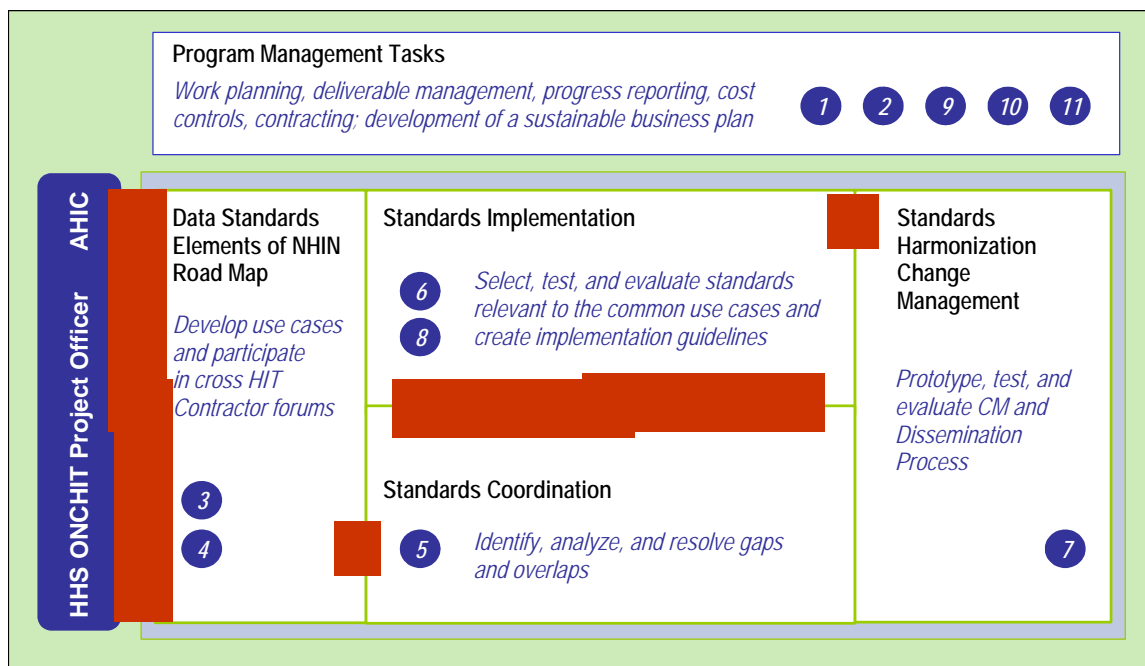 Program Management Tasks
Work planning, deliverable management, progress reporting, cost
controls, contracting; development of a sustainable business plan
1 2 9 10 11
HHS ONCHIT Project Officer AHIC
Data Standards
Elements of NHIN
Road Map
Develop use cases
and participate
in cross HIT
Contractor forums
3
4
Standards Implementation
6
8
Select, test, and evaluate standards
relevant to the common use cases and
create implementation guidelines
Standards Coordination
5
Identify, analyze, and resolve gaps
and overlaps
Standards
Harmonization
Change
Management
Prototype, test, and
evaluate CM and
Dissemination
Process
7